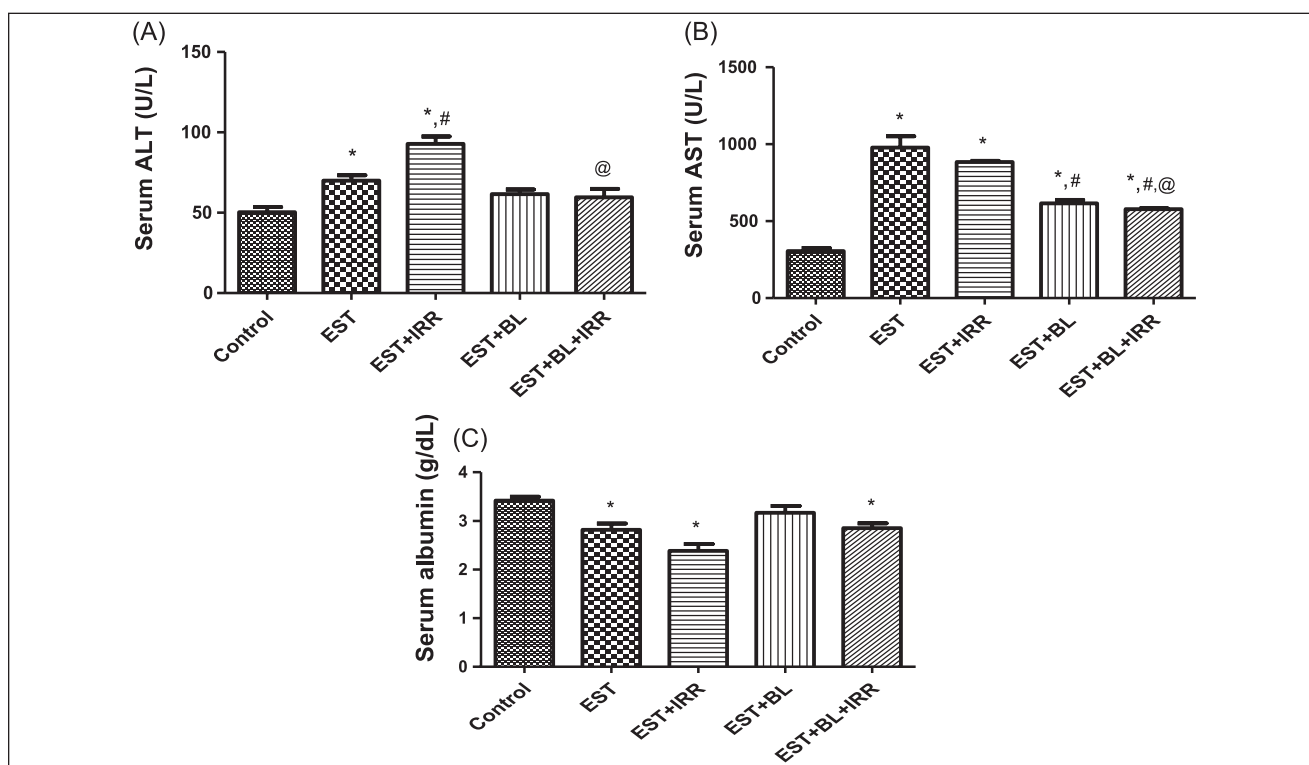 (A)
Serum ALT (U/L)
150
100
50
0
*
*,#
@
Control
EST
EST+IRR
EST+BL
EST+BL+IRR
(B)
Serum AST (U/L)
1500
1000
500
0
*
*
*,#
*,#,@
Control
EST
EST+IRR
EST+BL
EST+BL+IRR
(C)
Serum albumin (g/dL)
4
3
2
1
0
*
*
*
Control
EST
EST+IRR
EST+BL
EST+BL+IRR